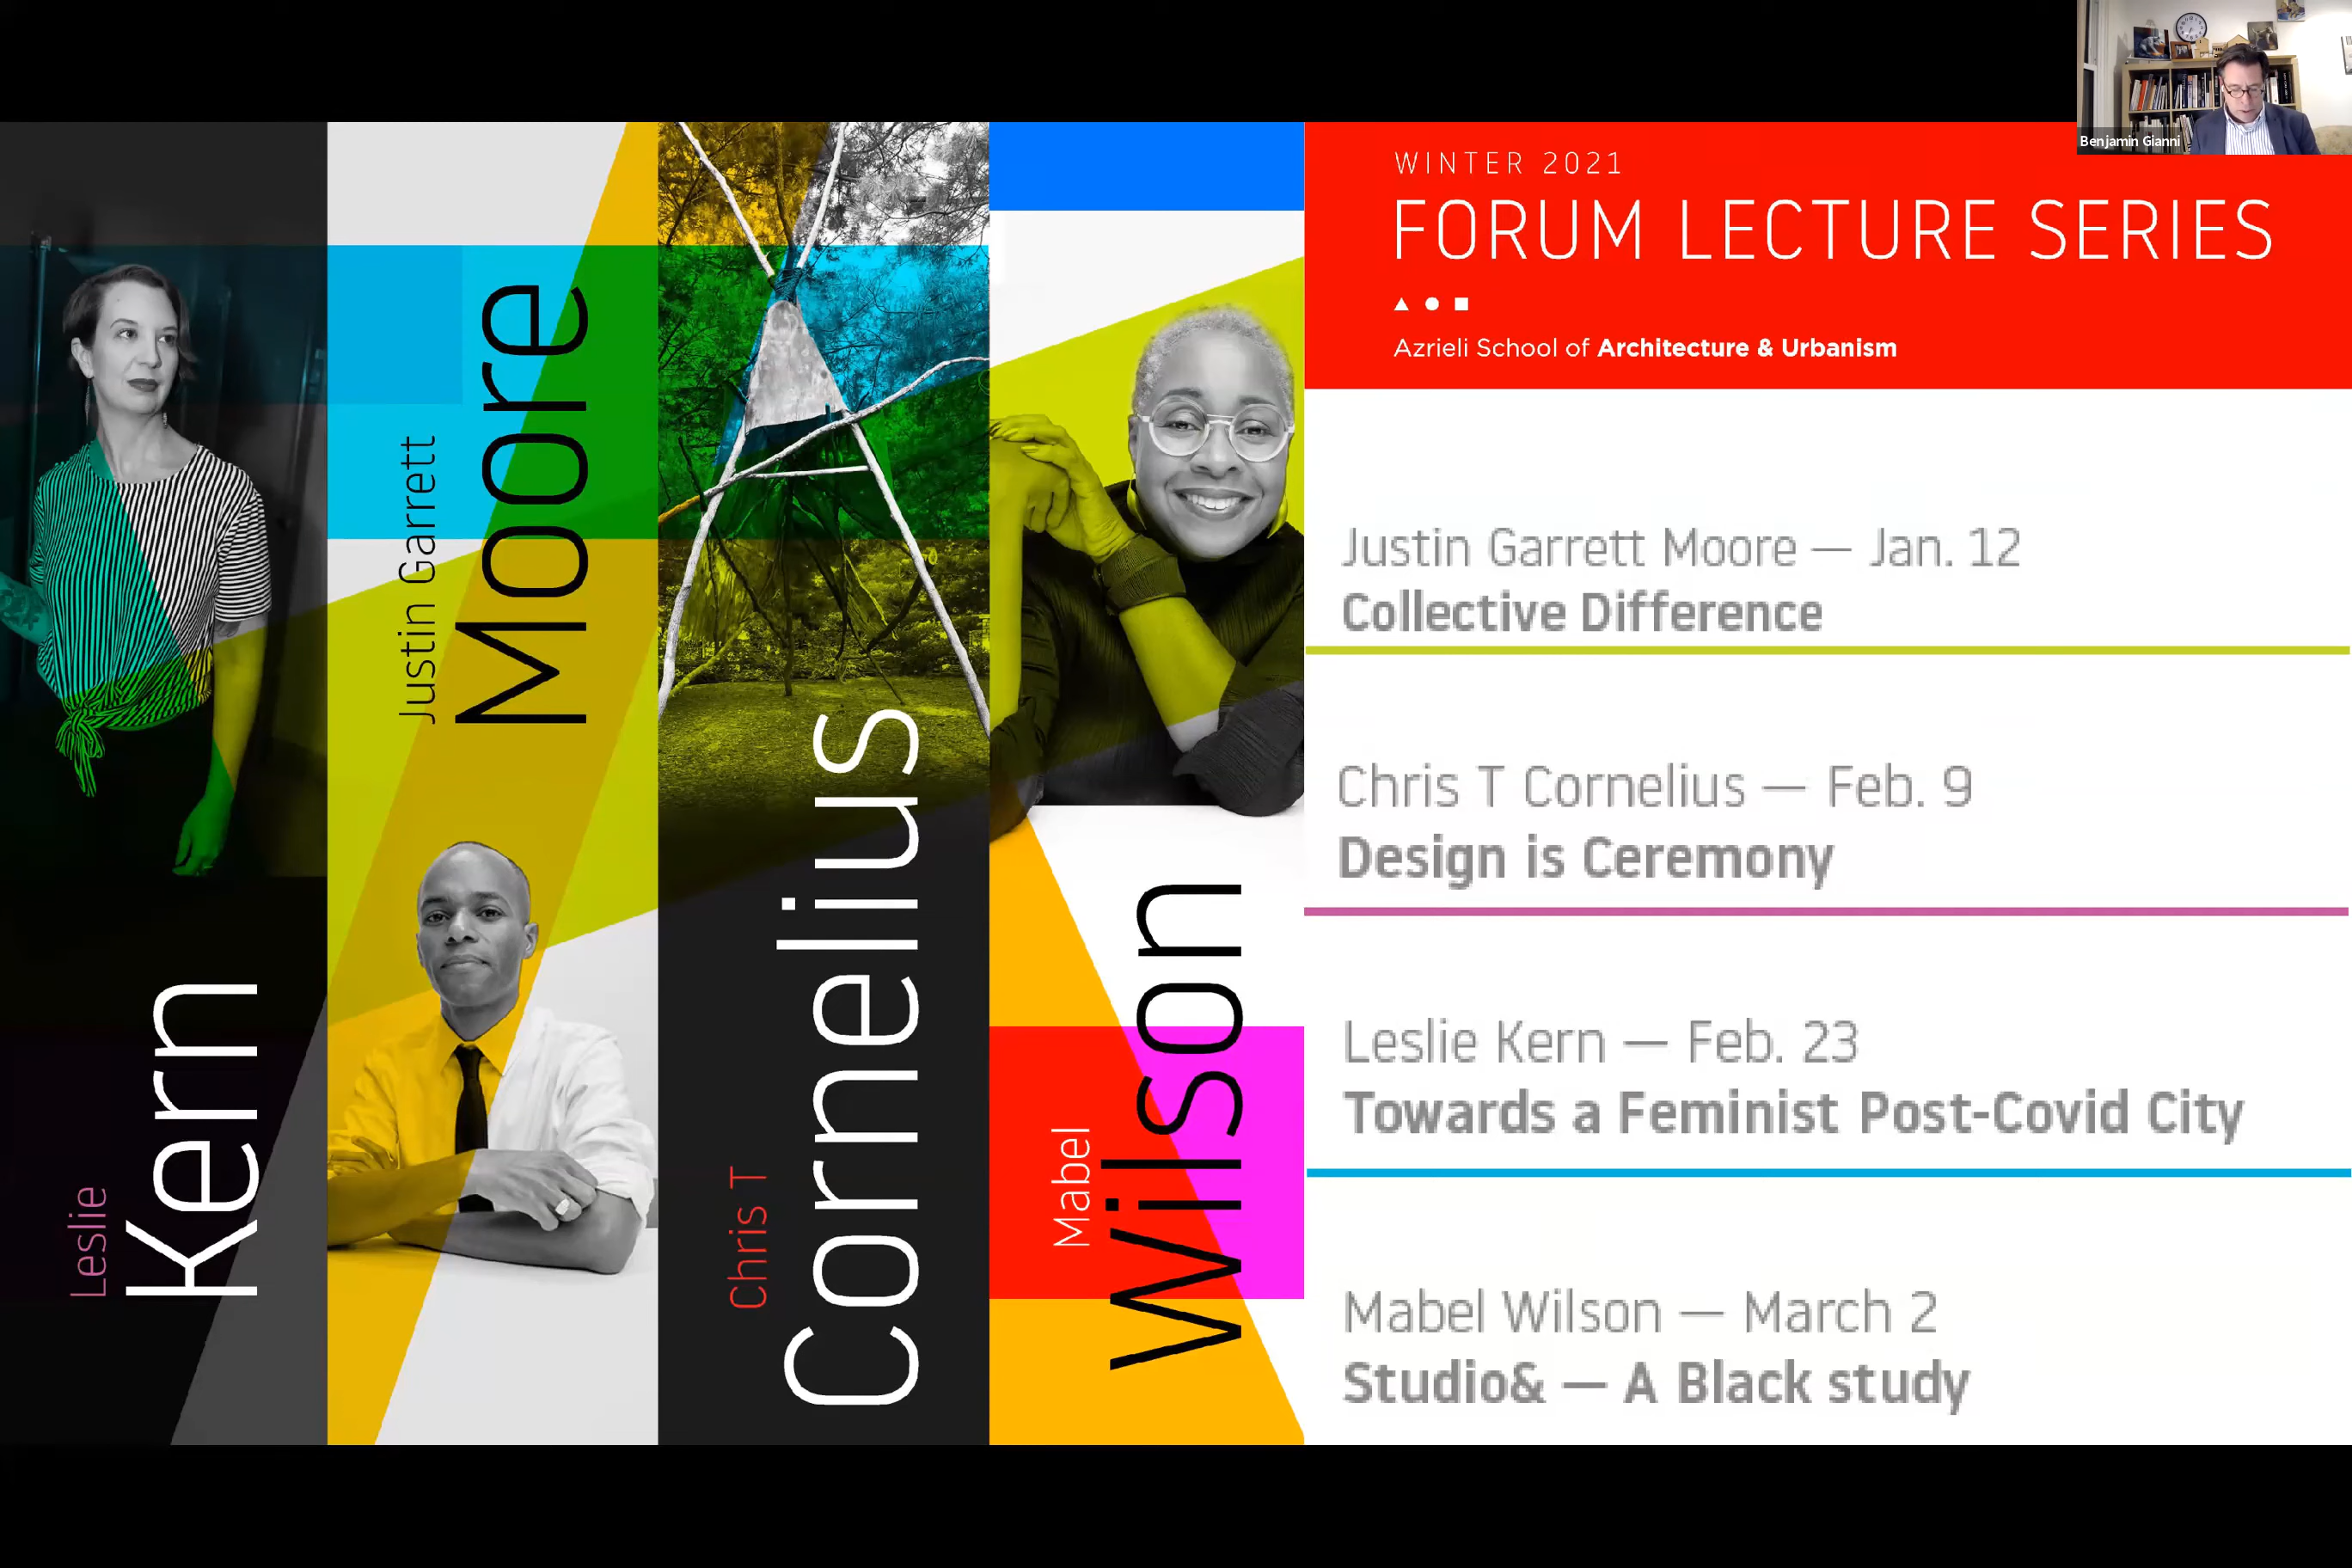 Benjamin Gianni
Leslie
Kern
Justin Garrett
Moore
Chris T
Cornelius
Mabel
Wilson
WINTER 2021
FORUM LECTURE SERIES
Azrieli School of Architecture & Urbanism
Justin Garrett Moore — Jan. 12
Collective Difference
Chris T Cornelius — Feb. 9
Design is Ceremony
Leslie Kern — Feb. 23
Towards a Feminist Post-Covid City
Mabel Wilson — March 2
Studio& — A Black study